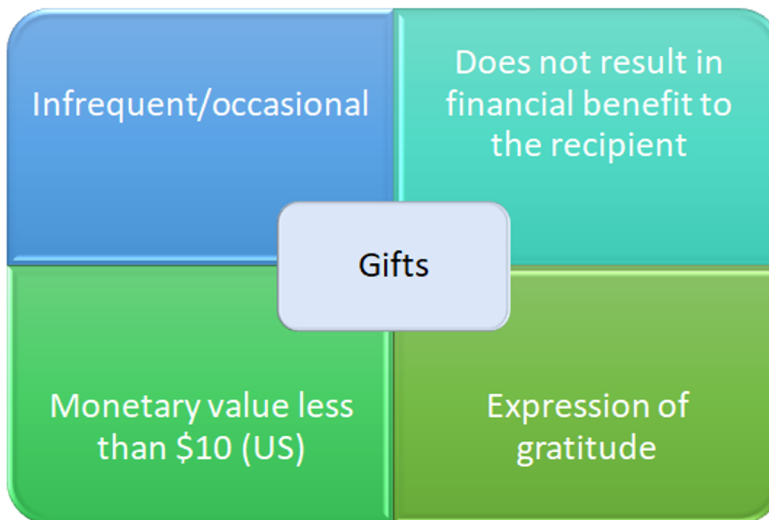 Infrequent/occasional
Does not result in
financial benefit to
the recipient
Gifts
Monetary value less
than $10 (US)
Expression of
gratitude